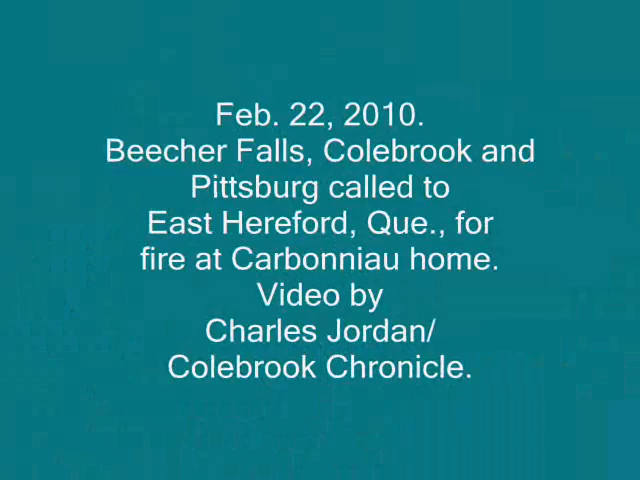 Feb. 22, 2010.
Beecher Falls, Colebrook and
Pittsburg called to
East Hereford, Que., for
fire at Carbonniau home.
Video by
Charles Jordan/
Colebrook Chronicle.